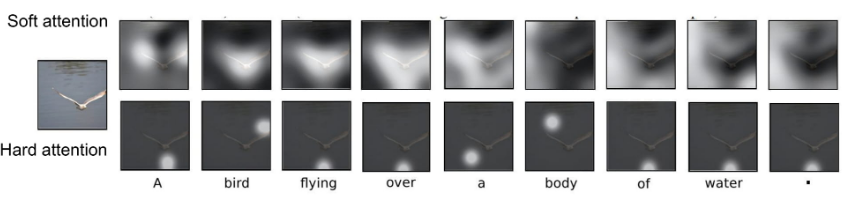 Soft attention
Hard attention
A bird flying over a body of water .